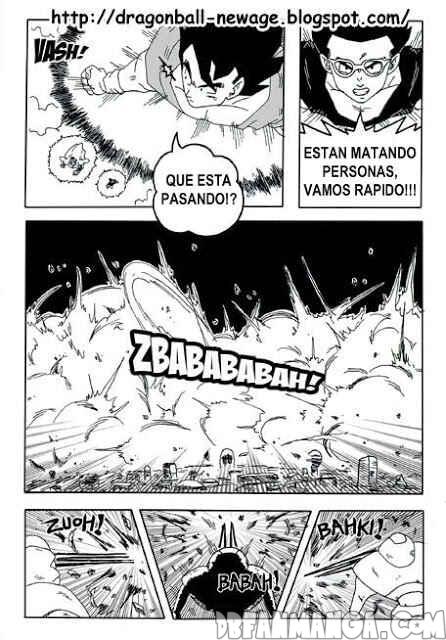 http://dragonball-newage.blogspot.com/
VASH!
QUE ESTA
PASANDO!?
ESTAN MATANDO
PERSONAS,
VAMOS RAPIDO!!!
ZBABABABAH!
ZUOH!
BABAH!
BAHKI!
DBFANMANGA.COM